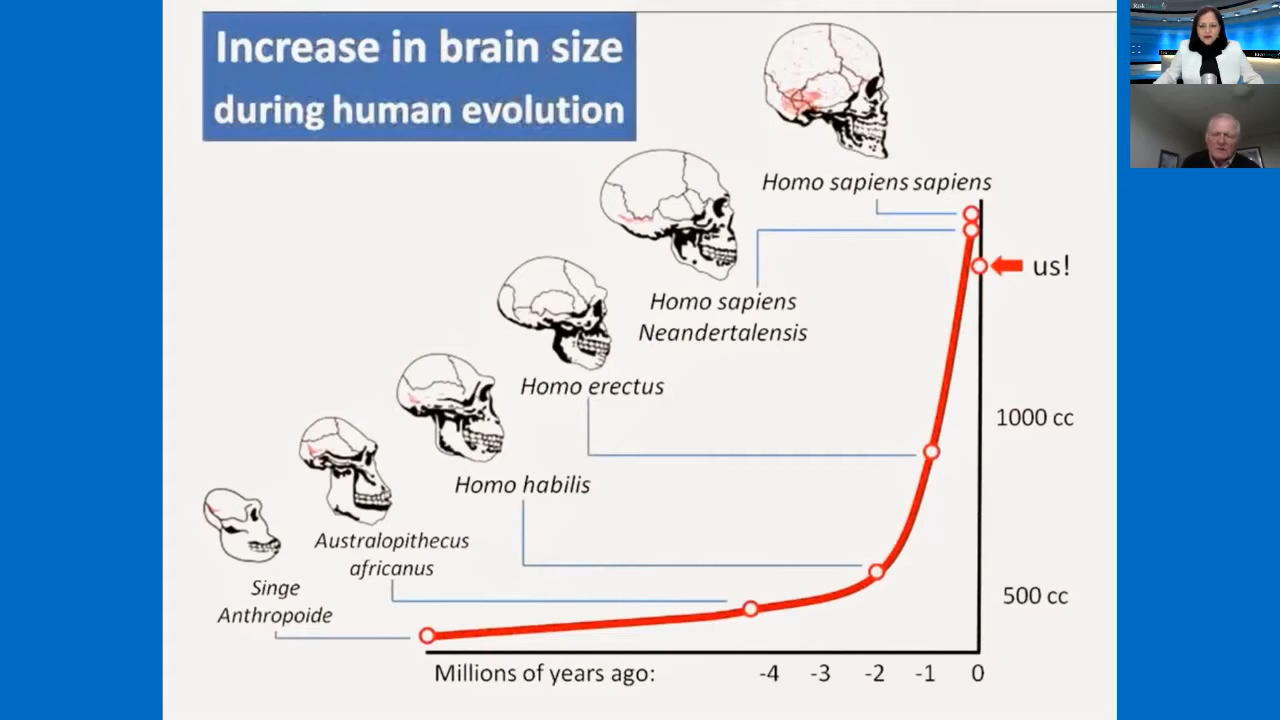 Increase in brain size
during human evolution
Homo sapiens sapiens
us!
Homo sapiens
Neandertalensis
Homo erectus
1000 cc
Homo habilis
Australopithecus
africanus
Singe
Anthropoide
500 cc
Millions of years ago: -4 -3 -2 -1 0